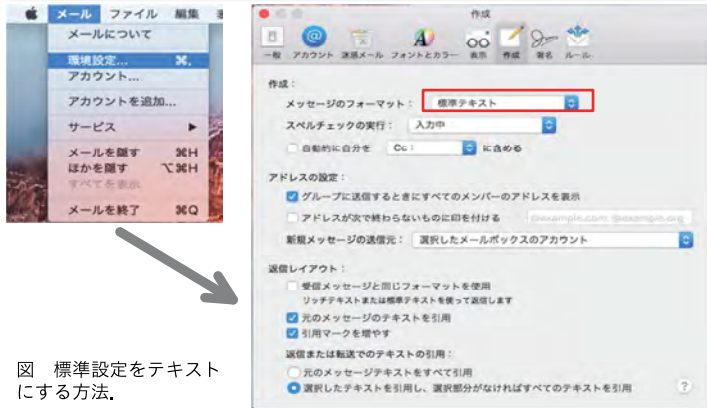 メール ファイル 編集
メールについて
環境設定... ⌘,
アカウント...
アカウントを追加...
サービス ▶
メールを隠す ⌘H
ほかを隠す ⌥⌘H
すべてを表示
メールを終了 ⌘Q
作成
一般 アカウント 迷惑メール フォントとカラー 表示 作成 署名 ルール
作成：
メッセージのフォーマット： 標準テキスト
スペルチェックの実行： 入力中
自動的に自分を Cc： に含める
アドレスの設定：
グループに送信するときにすべてのメンバーのアドレスを表示
アドレスが次で終わらないものに印を付ける @example.com, @example.org
新規メッセージの送信元： 選択したメールボックスのアカウント
返信レイアウト：
受信メッセージと同じフォーマットを使用
リッチテキストまたは標準テキストを使って返信します
元のメッセージのテキストを引用
引用マークを増やす
返信または転送でのテキストの引用：
元のメッセージテキストをすべて引用
選択したテキストを引用し、選択部分がなければすべてのテキストを引用 ?
図 標準設定をテキスト
にする方法．